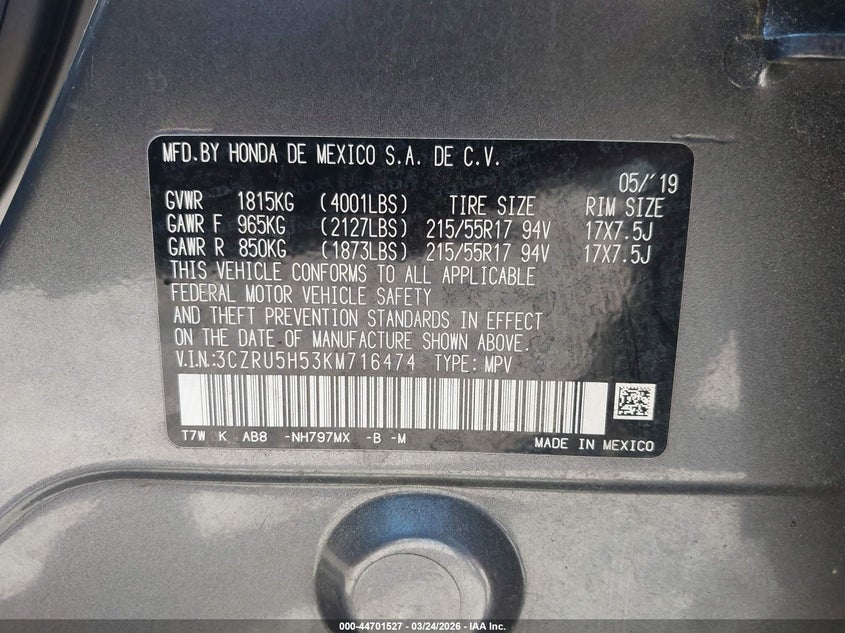 MFD.BY HONDA DE MEXICO S.A. DE C.V.
05/'19
GVWR 1815KG (4001LBS) TIRE SIZE RIM SIZE
GAWR F 965KG (2127LBS) 215/55R17 94V 17X7.5J
GAWR R 850KG (1873LBS) 215/55R17 94V 17X7.5J
THIS VEHICLE CONFORMS TO ALL APPLICABLE
FEDERAL MOTOR VEHICLE SAFETY
AND THEFT PREVENTION STANDARDS IN EFFECT
ON THE DATE OF MANUFACTURE SHOWN ABOVE.
V.I.N.:3CZRU5H53KM716474 TYPE: MPV
T7W K AB8 -NH797MX -B -M
MADE IN MEXICO
000-44701527 - 03/24/2026 - IAA Inc.